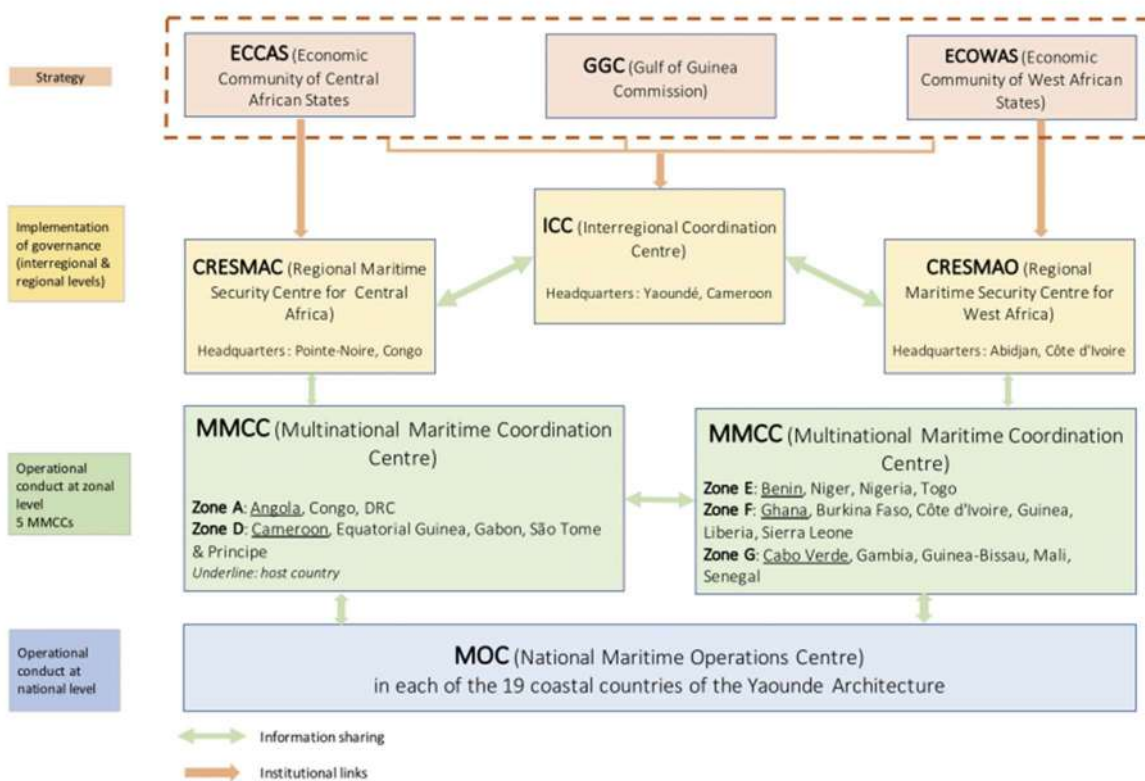 Strategy
ECCAS (Economic
Community of Central
African States
GGC (Gulf of Guinea
Commission)
ECOWAS (Economic
Community of West African
States)
Implementation
of governance
(interregional &
regional levels)
CRESMAC (Regional Maritime
Security Centre for Central
Africa)
Headquarters : Pointe-Noire, Congo
ICC (Interregional Coordination
Centre)
Headquarters : Yaoundé, Cameroon
CRESMAO (Regional
Maritime Security Centre for
West Africa)
Headquarters : Abidjan, Côte d'Ivoire
Operational
conduct at zonal
level
5 MMCCs
MMCC (Multinational Maritime Coordination
Centre)
Zone A: Angola, Congo, DRC
Zone D: Cameroon, Equatorial Guinea, Gabon, São Tome
& Principe
Underline: host country
MMCC (Multinational Maritime Coordination
Centre)
Zone E: Benin, Niger, Nigeria, Togo
Zone F: Ghana, Burkina Faso, Côte d'Ivoire, Guinea,
Liberia, Sierra Leone
Zone G: Cabo Verde, Gambia, Guinea-Bissau, Mali,
Senegal
Operational
conduct at
national level
MOC (National Maritime Operations Centre)
in each of the 19 coastal countries of the Yaounde Architecture
Information sharing
Institutional links